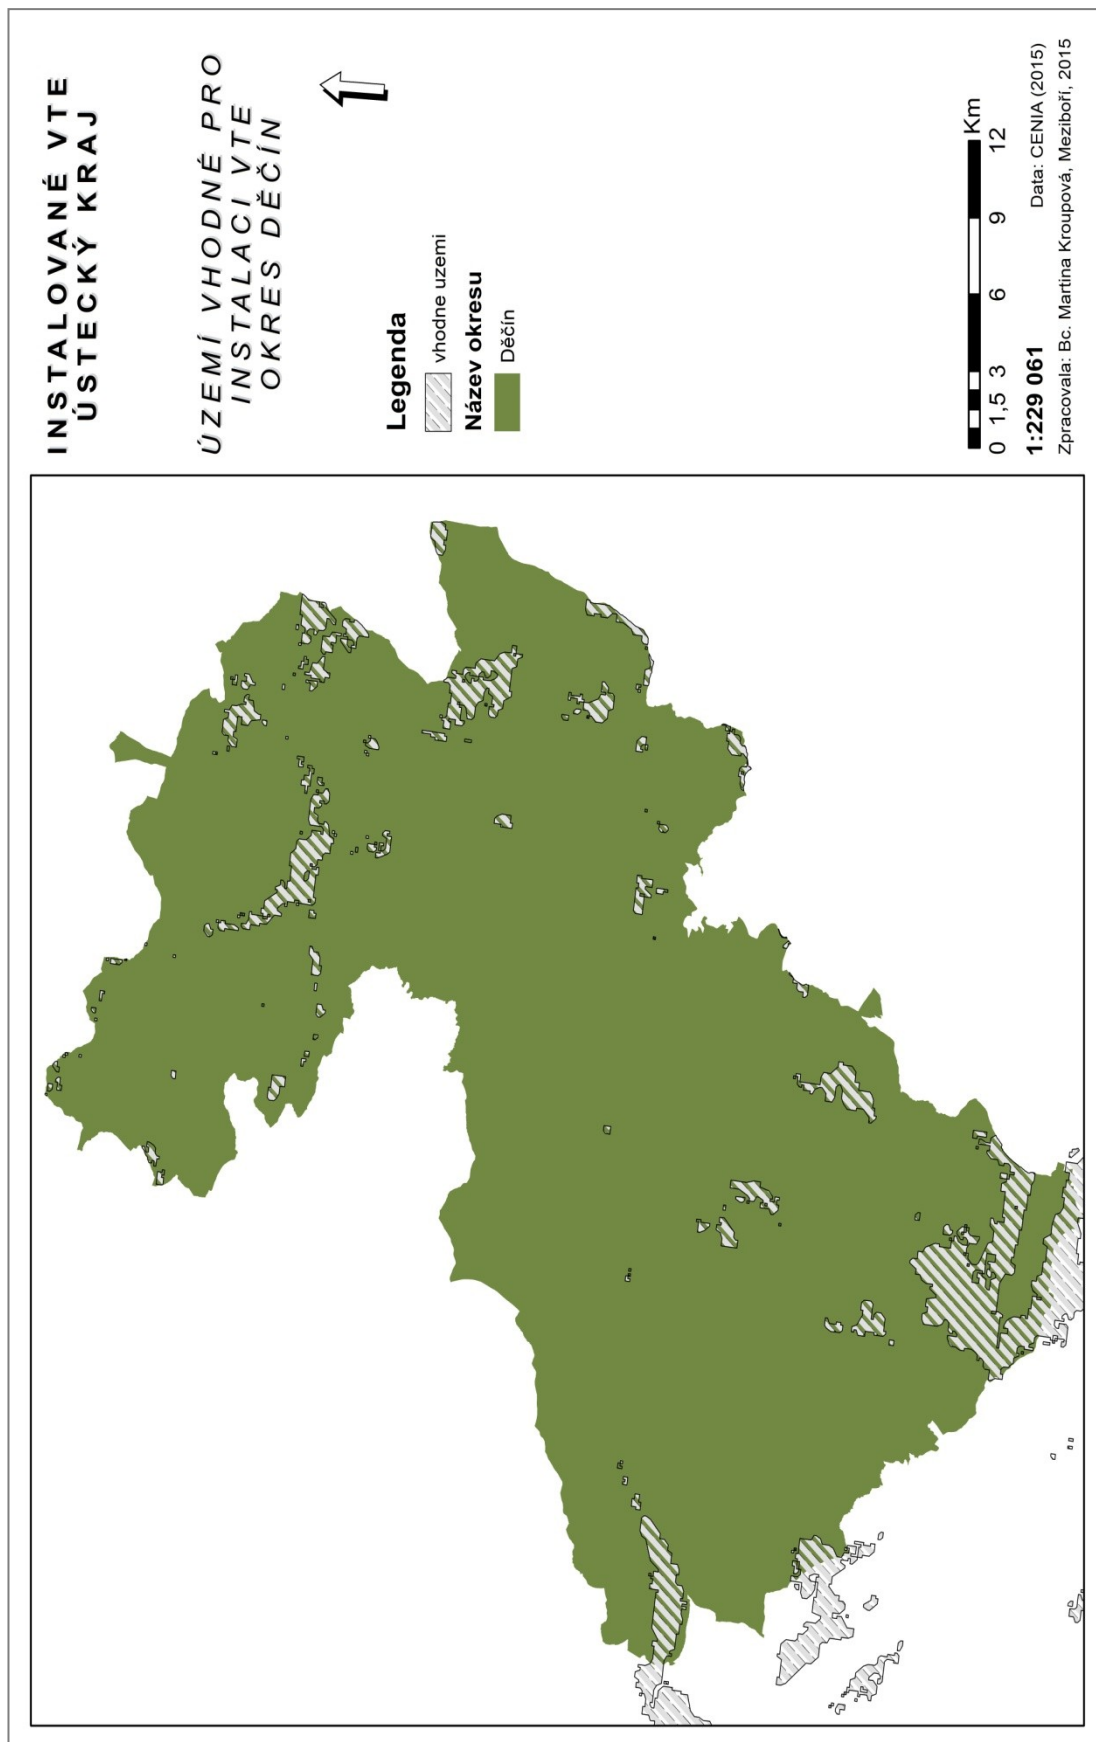 INSTALOVANÉ VTE
ÚSTECKÝ KRAJ
ÚZEMÍ VHODNÉ PRO
INSTALACI VTE
OKRES DĚČÍN
Legenda
vhodne uzemi
Název okresu
Děčín
Km
0 1,5 3 6 9 12
1:229 061 Data: CENIA (2015)
Zpracovala: Bc. Martina Kroupová, Meziboří, 2015